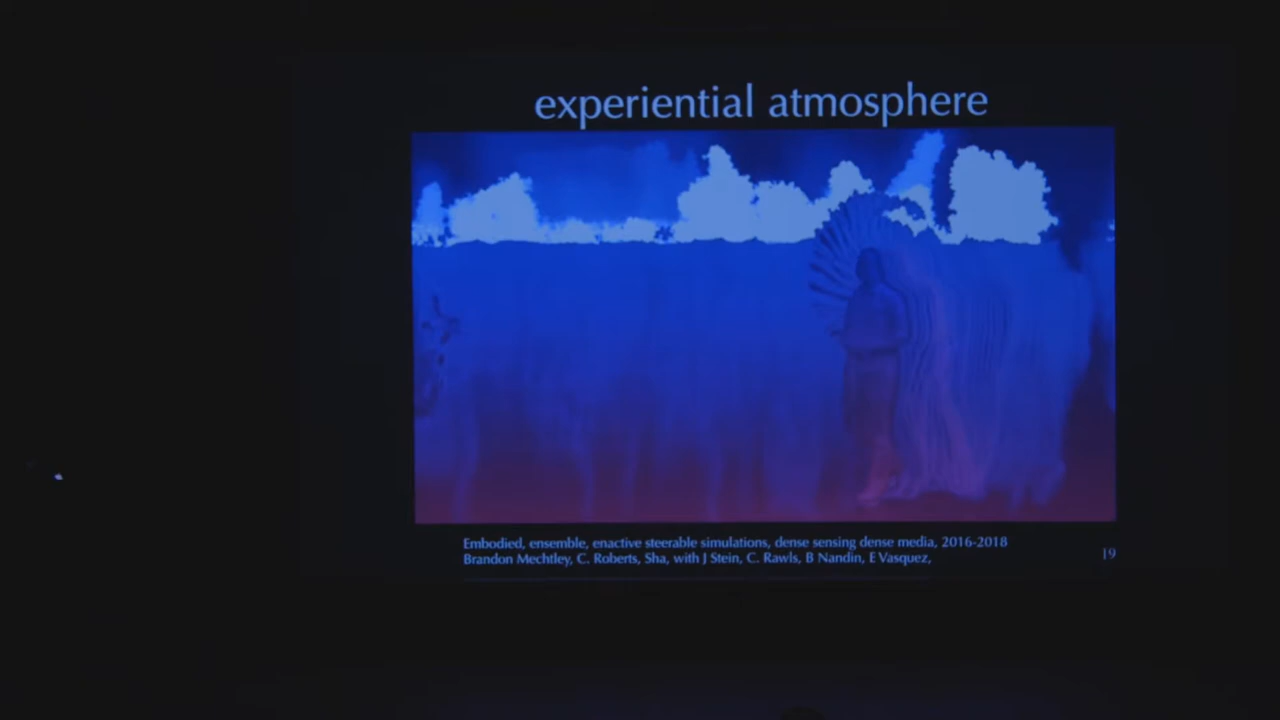 experiential atmosphere
Embodied, ensemble, enactive steerable simulations, dense sensing dense media, 2016-2018
Brandon Mechtley, C. Roberts, Sha, with J Stein, C. Rawls, B Nandin, E Vasquez,
19